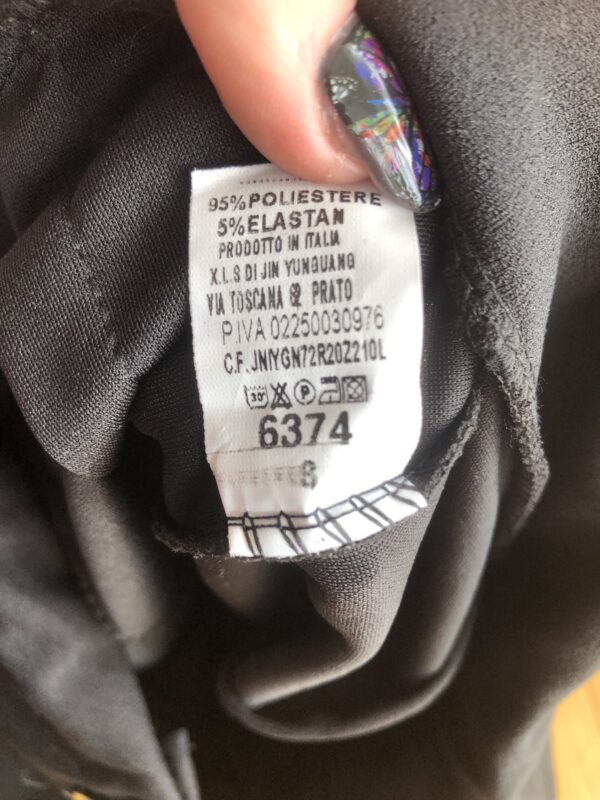 95%POLIESTERE
5%ELASTAN
PRODOTTO IN ITALIA
X.L.S DI JIN YUNGUANG
VIA TOSCANA 62 PRATO
P.IVA 02250030976
C.F. JNIYGN72R20Z210L
30° P
6374